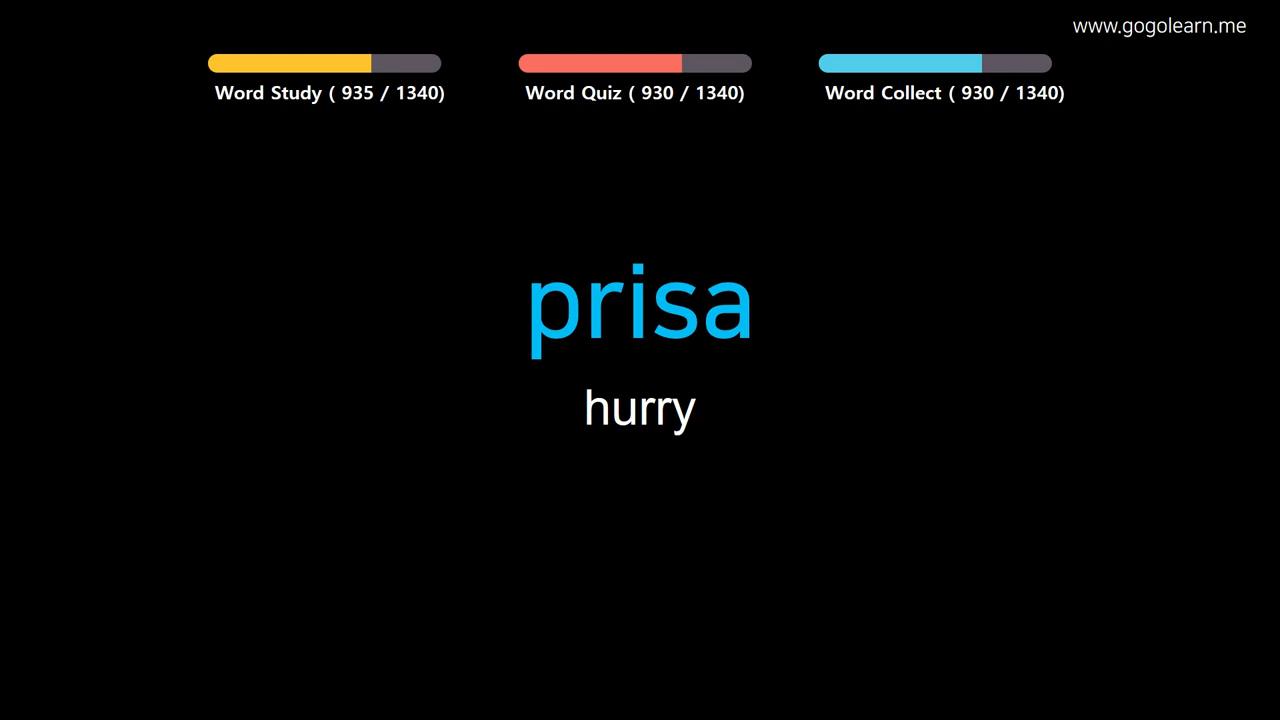 www.gogolearn.me
Word Study ( 935 / 1340)
Word Quiz ( 930 / 1340)
Word Collect ( 930 / 1340)
prisa
hurry